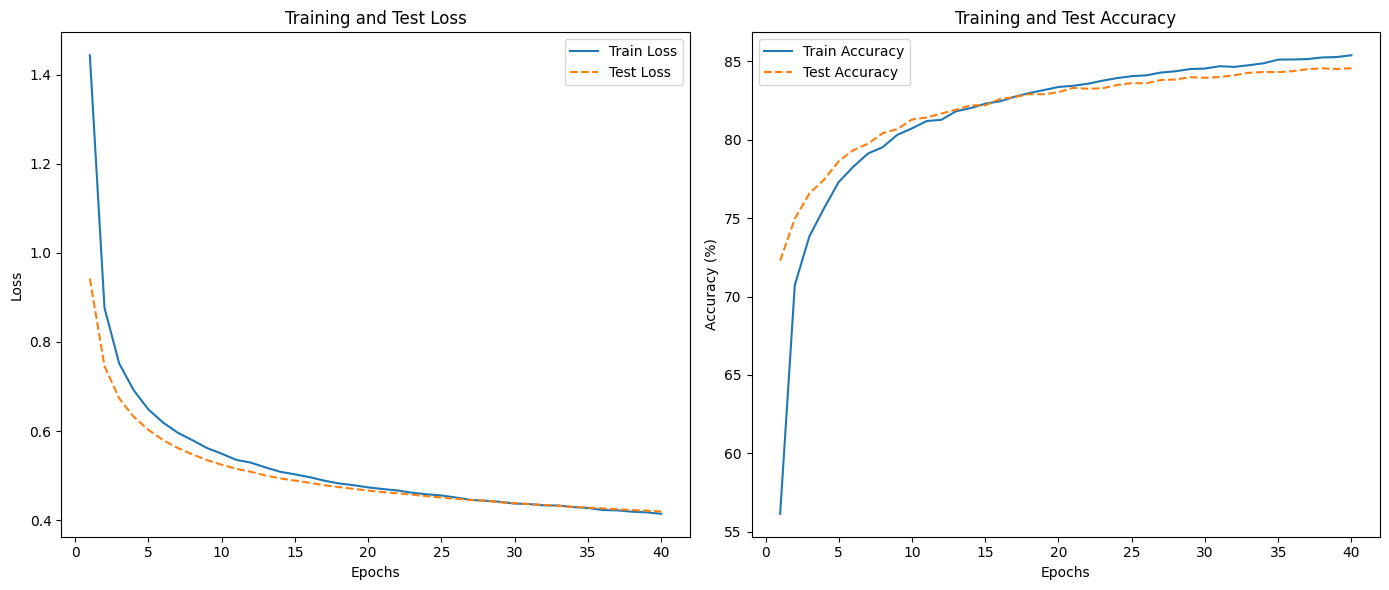 Training and Test Loss
Train Loss
Test Loss
1.4
1.2
1.0
0.8
0.6
0.4
Loss
0 5 10 15 20 25 30 35 40
Epochs
Training and Test Accuracy
Train Accuracy
Test Accuracy
85
80
75
70
65
60
55
Accuracy (%)
0 5 10 15 20 25 30 35 40
Epochs